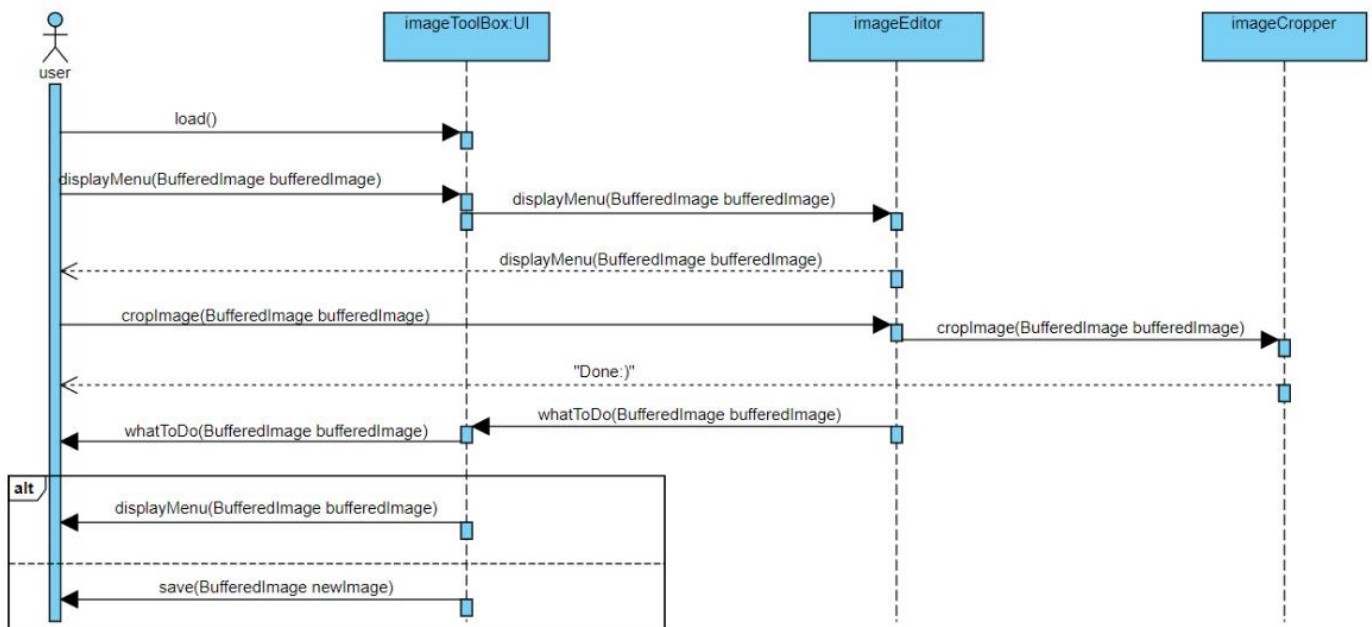 imageToolBox:UI
imageEditor
imageCropper
user
load()
displayMenu(BufferedImage bufferedImage)
displayMenu(BufferedImage bufferedImage)
displayMenu(BufferedImage bufferedImage)
cropImage(BufferedImage bufferedImage)
cropImage(BufferedImage bufferedImage)
"Done:)"
whatToDo(BufferedImage bufferedImage)
whatToDo(BufferedImage bufferedImage)
alt
displayMenu(BufferedImage bufferedImage)
save(BufferedImage newImage)